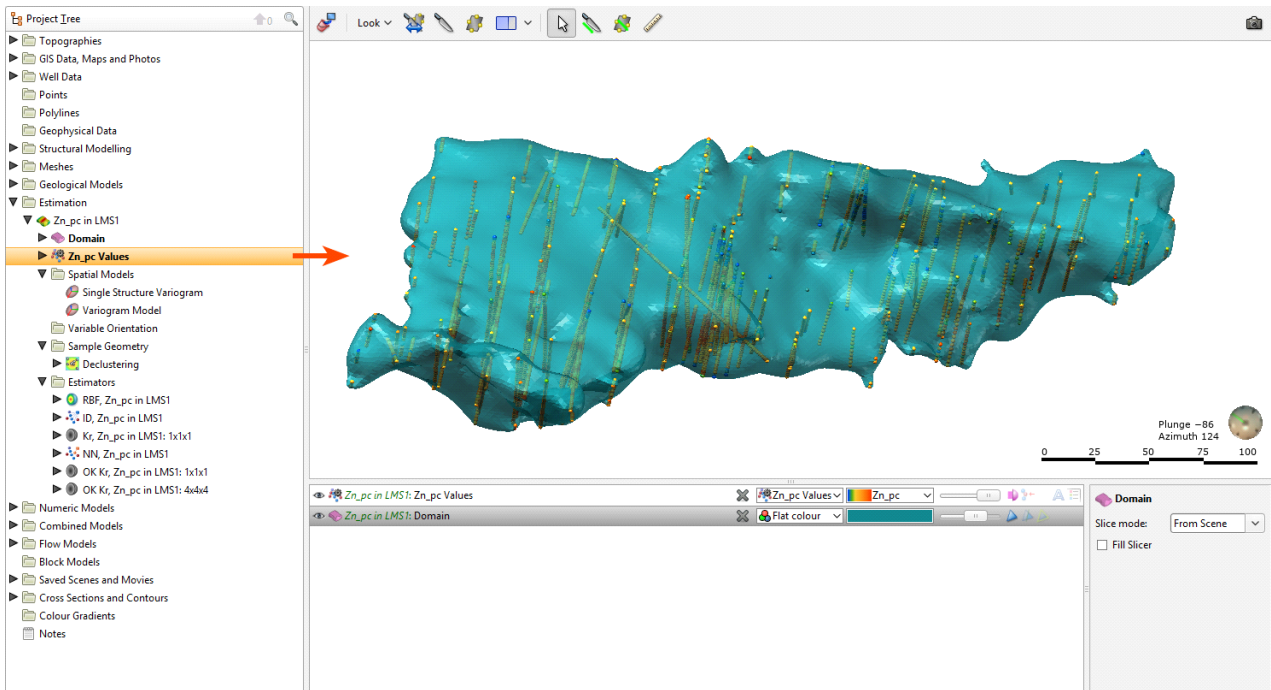 Project Tree
0
Look
Topographies
GIS Data, Maps and Photos
Well Data
Points
Polylines
Geophysical Data
Structural Modelling
Meshes
Geological Models
Estimation
Zn_pc in LMS1
Domain
Zn_pc Values
Spatial Models
Single Structure Variogram
Variogram Model
Variable Orientation
Sample Geometry
Declustering
Estimators
RBF, Zn_pc in LMS1
ID, Zn_pc in LMS1
Kr, Zn_pc in LMS1: 1x1x1
NN, Zn_pc in LMS1
OK Kr, Zn_pc in LMS1: 1x1x1
OK Kr, Zn_pc in LMS1: 4x4x4
Numeric Models
Combined Models
Flow Models
Block Models
Saved Scenes and Movies
Cross Sections and Contours
Colour Gradients
Notes
Plunge −86
Azimuth 124
0 25 50 75 100
Zn_pc in LMS1: Zn_pc Values Zn_pc Values Zn_pc A
Zn_pc in LMS1: Domain Flat colour
Domain
Slice mode: From Scene
Fill Slicer